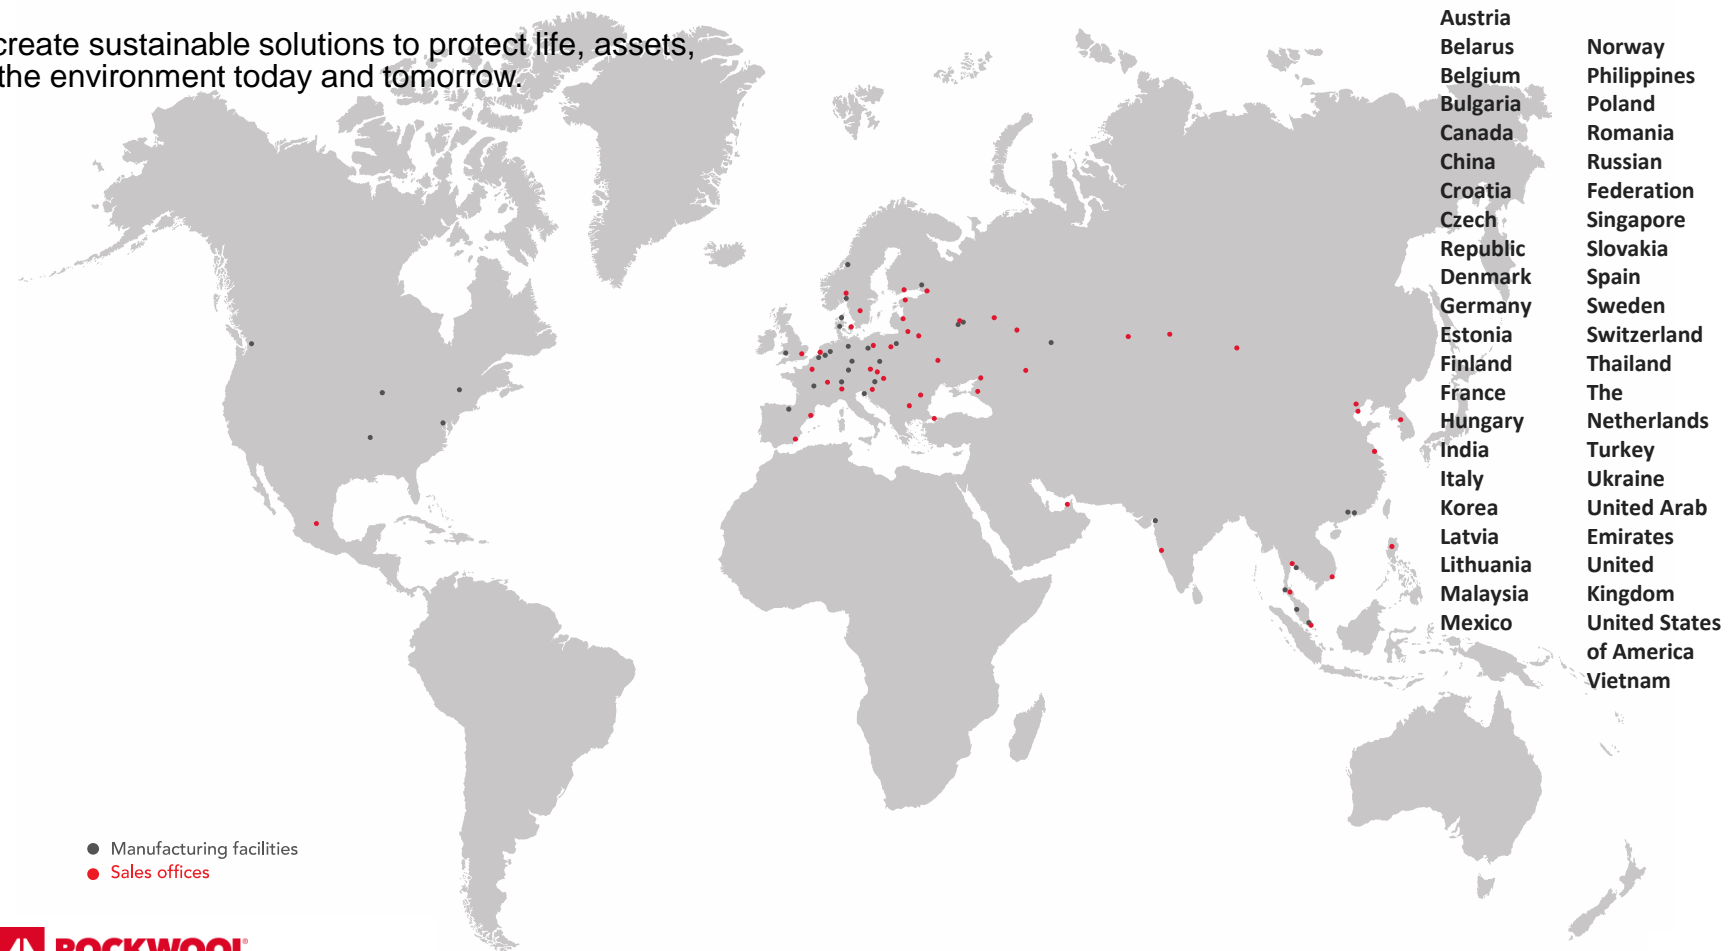 create sustainable solutions to protect life, assets,
the environment today and tomorrow.
Austria
Belarus
Belgium
Bulgaria
Canada
China
Croatia
Czech
Republic
Denmark
Germany
Estonia
Finland
France
Hungary
India
Italy
Korea
Latvia
Lithuania
Malaysia
Mexico
Norway
Philippines
Poland
Romania
Russian
Federation
Singapore
Slovakia
Spain
Sweden
Switzerland
Thailand
The
Netherlands
Turkey
Ukraine
United Arab
Emirates
United
Kingdom
United States
of America
Vietnam
Manufacturing facilities
Sales offices
ROCKWOOL®